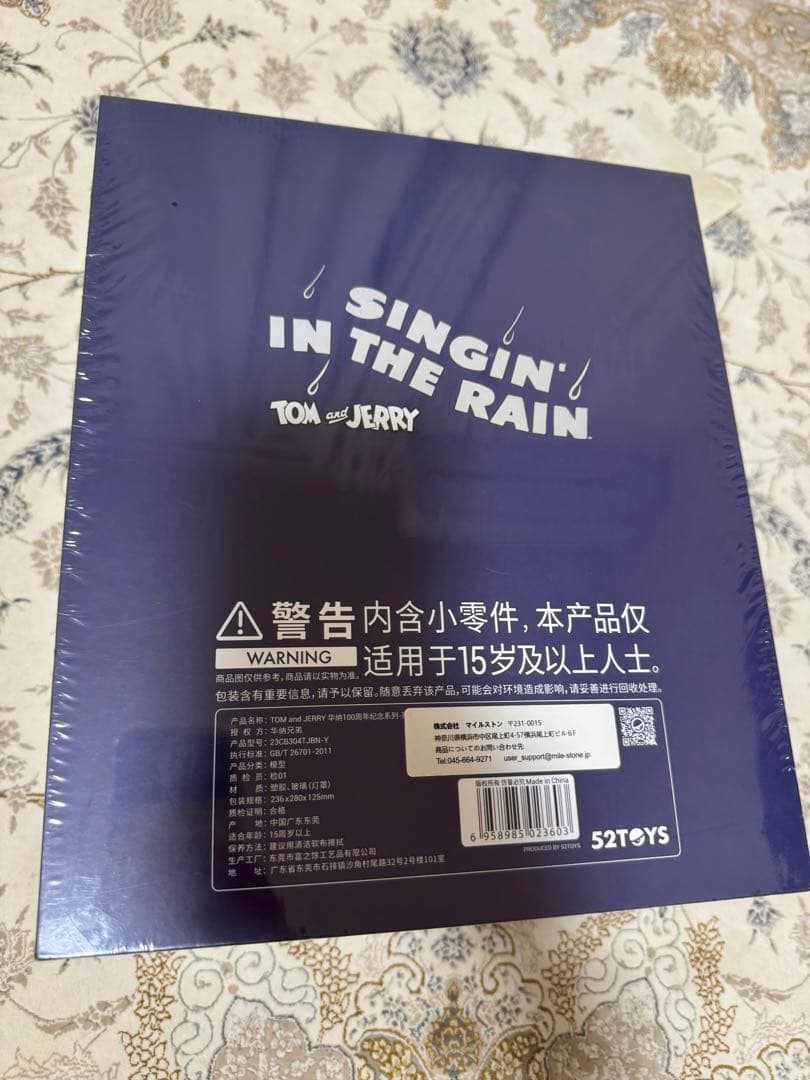 SINGIN'
IN THE RAIN
TOM and JERRY
警告 内含小零件，本产品仅
WARNING 适用于15岁及以上人士。
商品图仅供参考，商品请以实物为准。
包装含有重要信息，请予以保留。随意丢弃该产品，可能会对环境造成影响，请妥善进行回收处理。
产品名称：TOM and JERRY 华纳100周年纪念系列-
授 权 方：华纳兄弟
产品型号：23CB304TJBN-Y
执行标准：GB/T 26701-2011
产品分类：模型
质 检 员：检01
材 质：塑胶、玻璃（灯罩）
包装规格：236x280x125mm
质检证明：合格
产 地：中国广东东莞
适合年龄：15周岁以上
保养方法：建议用清洁软布擦拭
生产工厂：东莞市富之馀工艺品有限公司
地 址：广东省东莞市石排镇沙角村尾路32号2号楼101室
株式会社 マイルストン 〒231-0015
神奈川県横浜市中区尾上町4-57横浜尾上町ビル6F
商品についてのお問い合わせ先
Tel:045-664-9271 user_support@mile-stone.jp
版权所有 仿冒必究 Made in China
6 958985 023603
PRODUCED BY 52TOYS
52TOYS